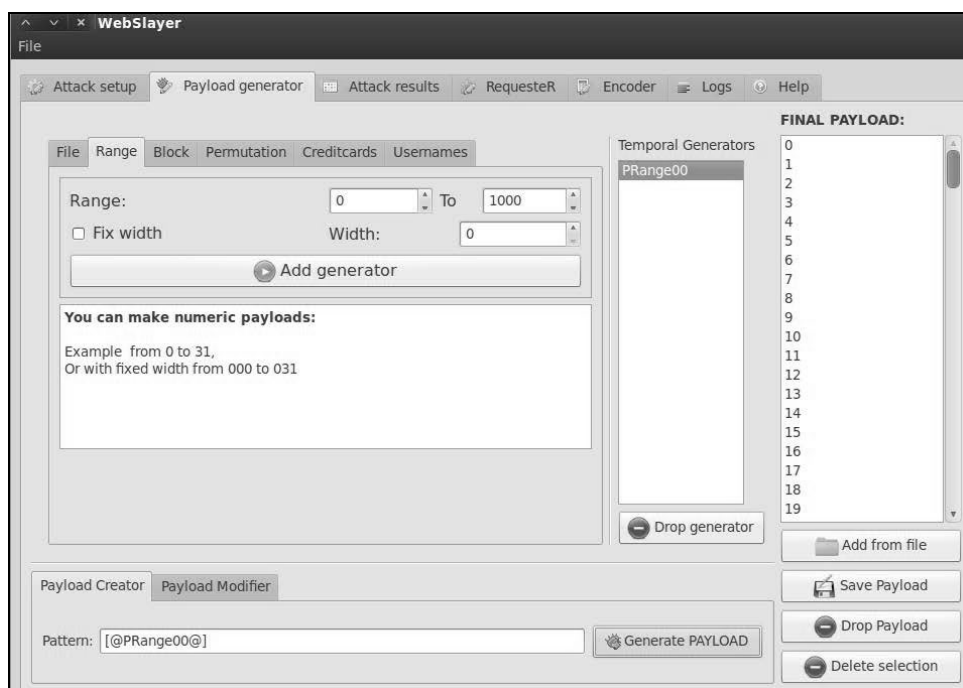 WebSlayer
File
Attack setup
Payload generator
Attack results
RequesteR
Encoder
Logs
Help
File
Range
Block
Permutation
Creditcards
Usernames
Range:
0
To
1000
Fix width
Width:
0
Add generator
You can make numeric payloads:
Example from 0 to 31,
Or with fixed width from 000 to 031
Temporal Generators
PRange00
Drop generator
FINAL PAYLOAD:
0
1
2
3
4
5
6
7
8
9
10
11
12
13
14
15
16
17
18
19
Add from file
Save Payload
Drop Payload
Delete selection
Payload Creator
Payload Modifier
Pattern:
[@PRange00@]
Generate PAYLOAD